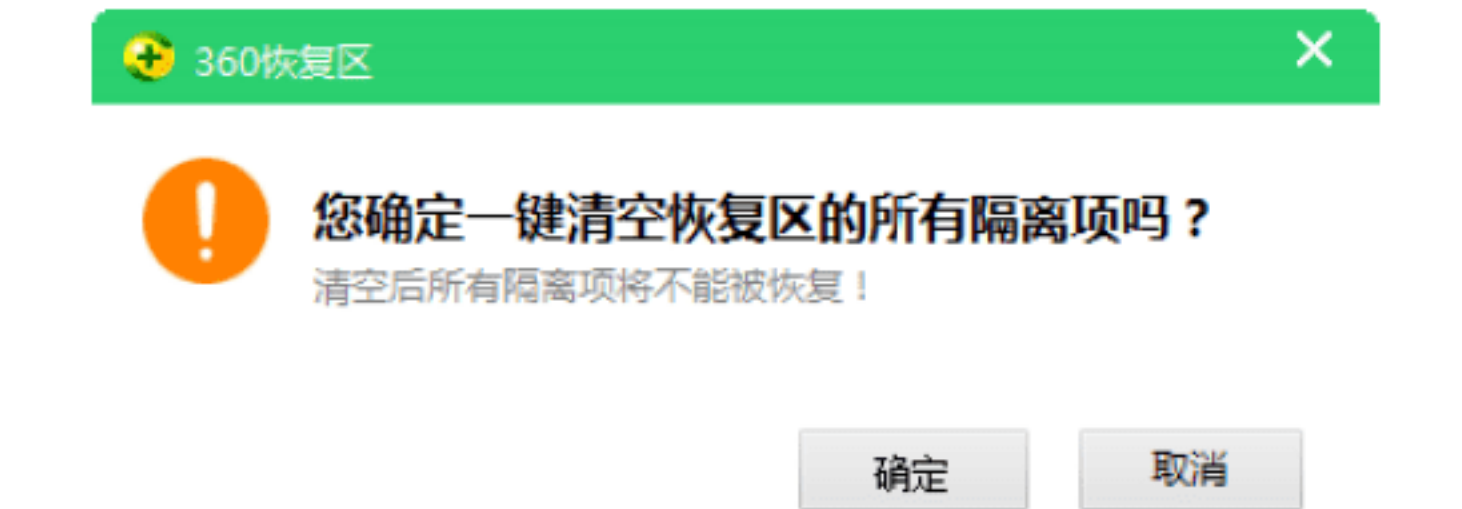 360恢复区
您确定一键清空恢复区的所有隔离项吗？
清空后所有隔离项将不能被恢复！
确定 取消